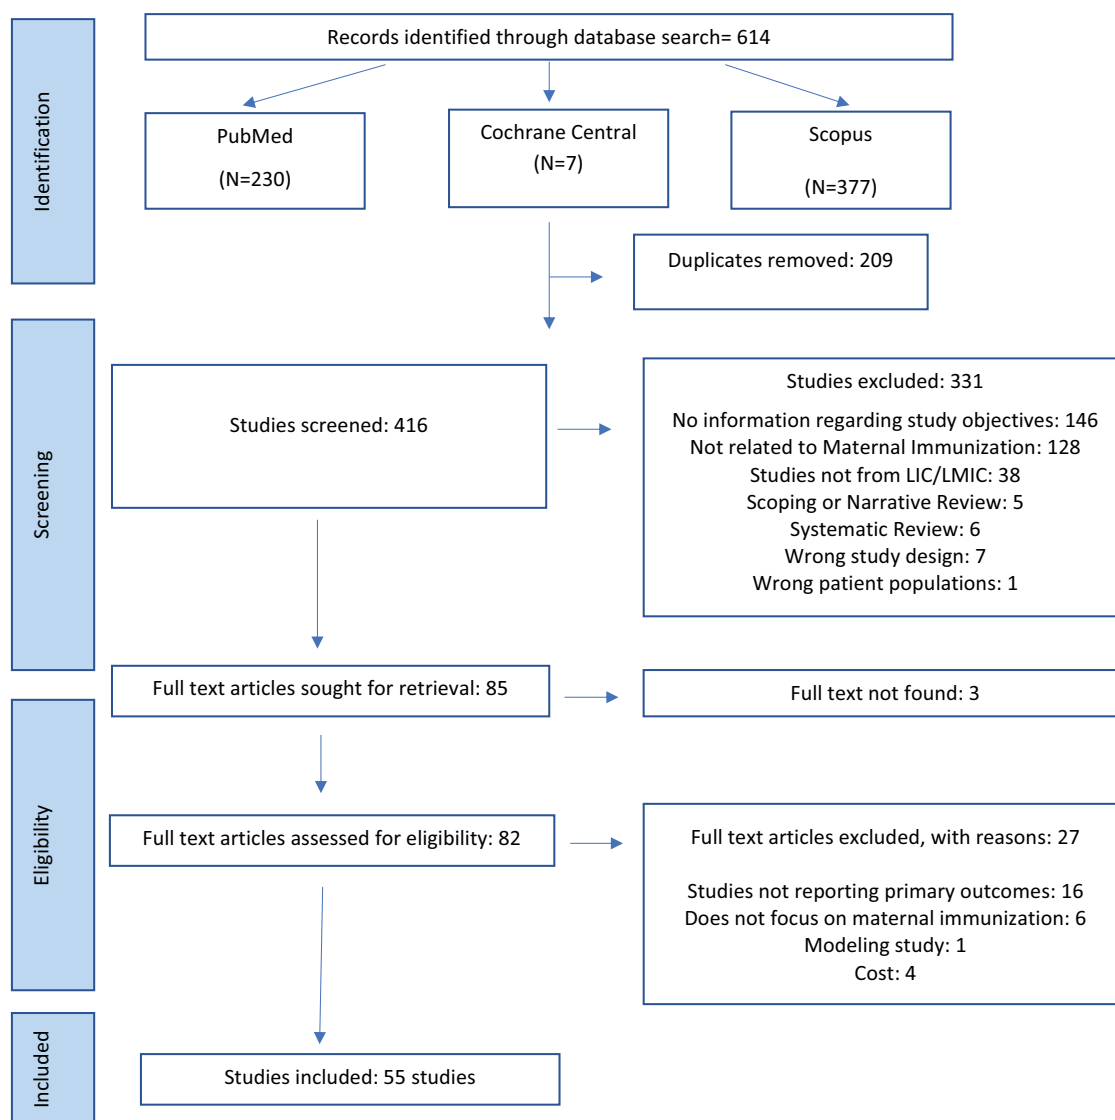 Identification
Records identified through database search= 614
PubMed
(N=230)
Cochrane Central
(N=7)
Scopus
(N=377)
Duplicates removed: 209
Screening
Studies screened: 416
Studies excluded: 331
No information regarding study objectives: 146
Not related to Maternal Immunization: 128
Studies not from LIC/LMIC: 38
Scoping or Narrative Review: 5
Systematic Review: 6
Wrong study design: 7
Wrong patient populations: 1
Full text articles sought for retrieval: 85
Full text not found: 3
Eligibility
Full text articles assessed for eligibility: 82
Full text articles excluded, with reasons: 27
Studies not reporting primary outcomes: 16
Does not focus on maternal immunization: 6
Modeling study: 1
Cost: 4
Included
Studies included: 55 studies